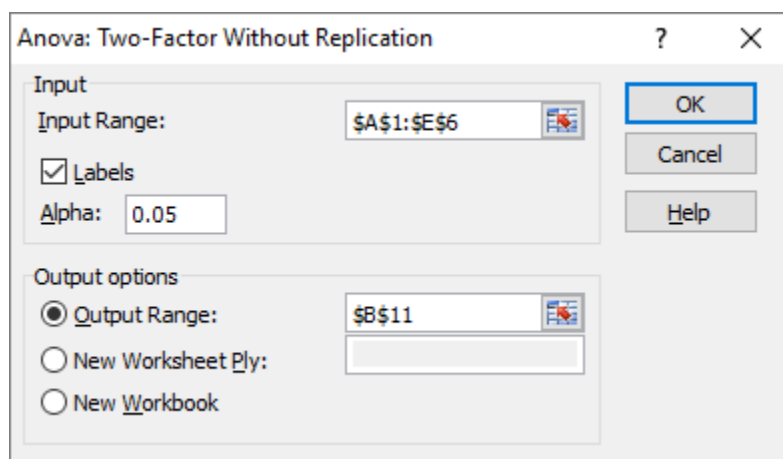 Anova: Two-Factor Without Replication ? ×
Input
Input Range: $A$1:$E$6
Labels
Alpha: 0.05
OK
Cancel
Help
Output options
Output Range: $B$11
New Worksheet Ply:
New Workbook